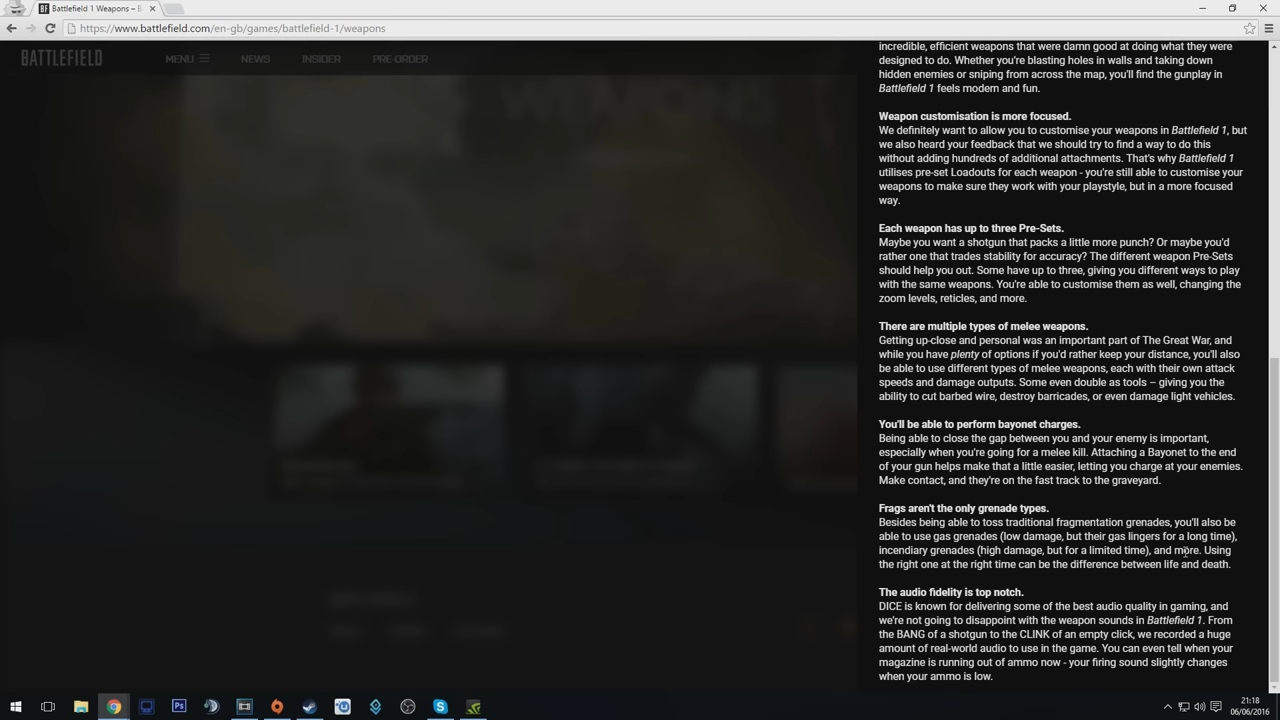 Battlefield 1 Weapons –
https://www.battlefield.com/en-gb/games/battlefield-1/weapons
BATTLEFIELD
MENU
NEWS
INSIDER
PRE-ORDER
WEAPONS
incredible, efficient weapons that were damn good at doing what they were
designed to do. Whether you're blasting holes in walls and taking down
hidden enemies or sniping from across the map, you'll find the gunplay in
Battlefield 1 feels modern and fun.
Weapon customisation is more focused.
We definitely want to allow you to customise your weapons in Battlefield 1, but
we also heard your feedback that we should try to find a way to do this
without adding hundreds of additional attachments. That's why Battlefield 1
utilises pre-set Loadouts for each weapon - you're still able to customise your
weapons to make sure they work with your playstyle, but in a more focused
way.
Each weapon has up to three Pre-Sets.
Maybe you want a shotgun that packs a little more punch? Or maybe you'd
rather one that trades stability for accuracy? The different weapon Pre-Sets
should help you out. Some have up to three, giving you different ways to play
with the same weapons. You're able to customise them as well, changing the
zoom levels, reticles, and more.
There are multiple types of melee weapons.
Getting up-close and personal was an important part of The Great War, and
while you have plenty of options if you'd rather keep your distance, you'll also
be able to use different types of melee weapons, each with their own attack
speeds and damage outputs. Some even double as tools – giving you the
ability to cut barbed wire, destroy barricades, or even damage light vehicles.
You'll be able to perform bayonet charges.
Being able to close the gap between you and your enemy is important,
especially when you're going for a melee kill. Attaching a Bayonet to the end
of your gun helps make that a little easier, letting you charge at your enemies.
Make contact, and they're on the fast track to the graveyard.
Frags aren't the only grenade types.
Besides being able to toss traditional fragmentation grenades, you'll also be
able to use gas grenades (low damage, but their gas lingers for a long time),
incendiary grenades (high damage, but for a limited time), and more. Using
the right one at the right time can be the difference between life and death.
The audio fidelity is top notch.
DICE is known for delivering some of the best audio quality in gaming, and
we're not going to disappoint with the weapon sounds in Battlefield 1. From
the BANG of a shotgun to the CLINK of an empty click, we recorded a huge
amount of real-world audio to use in the game. You can even tell when your
magazine is running out of ammo now - your firing sound slightly changes
when your ammo is low.
21:18
06/06/2016